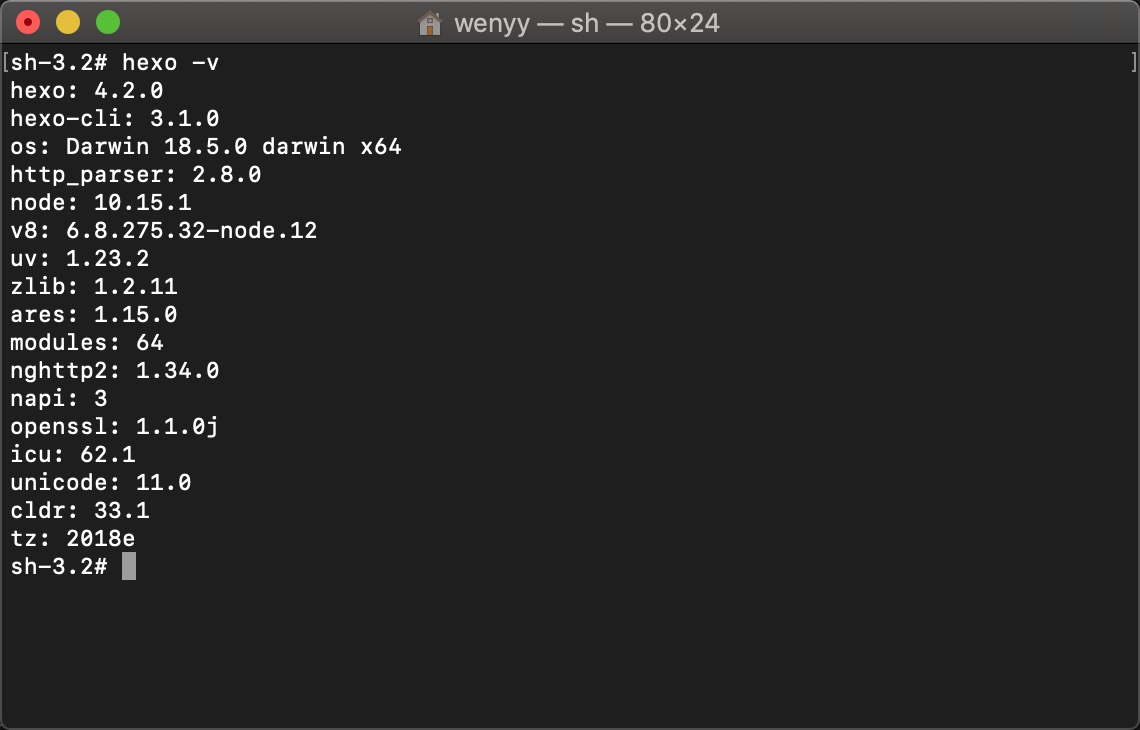 wenyy — sh — 80×24
[sh-3.2# hexo -v ]
hexo: 4.2.0
hexo-cli: 3.1.0
os: Darwin 18.5.0 darwin x64
http_parser: 2.8.0
node: 10.15.1
v8: 6.8.275.32-node.12
uv: 1.23.2
zlib: 1.2.11
ares: 1.15.0
modules: 64
nghttp2: 1.34.0
napi: 3
openssl: 1.1.0j
icu: 62.1
unicode: 11.0
cldr: 33.1
tz: 2018e
sh-3.2#